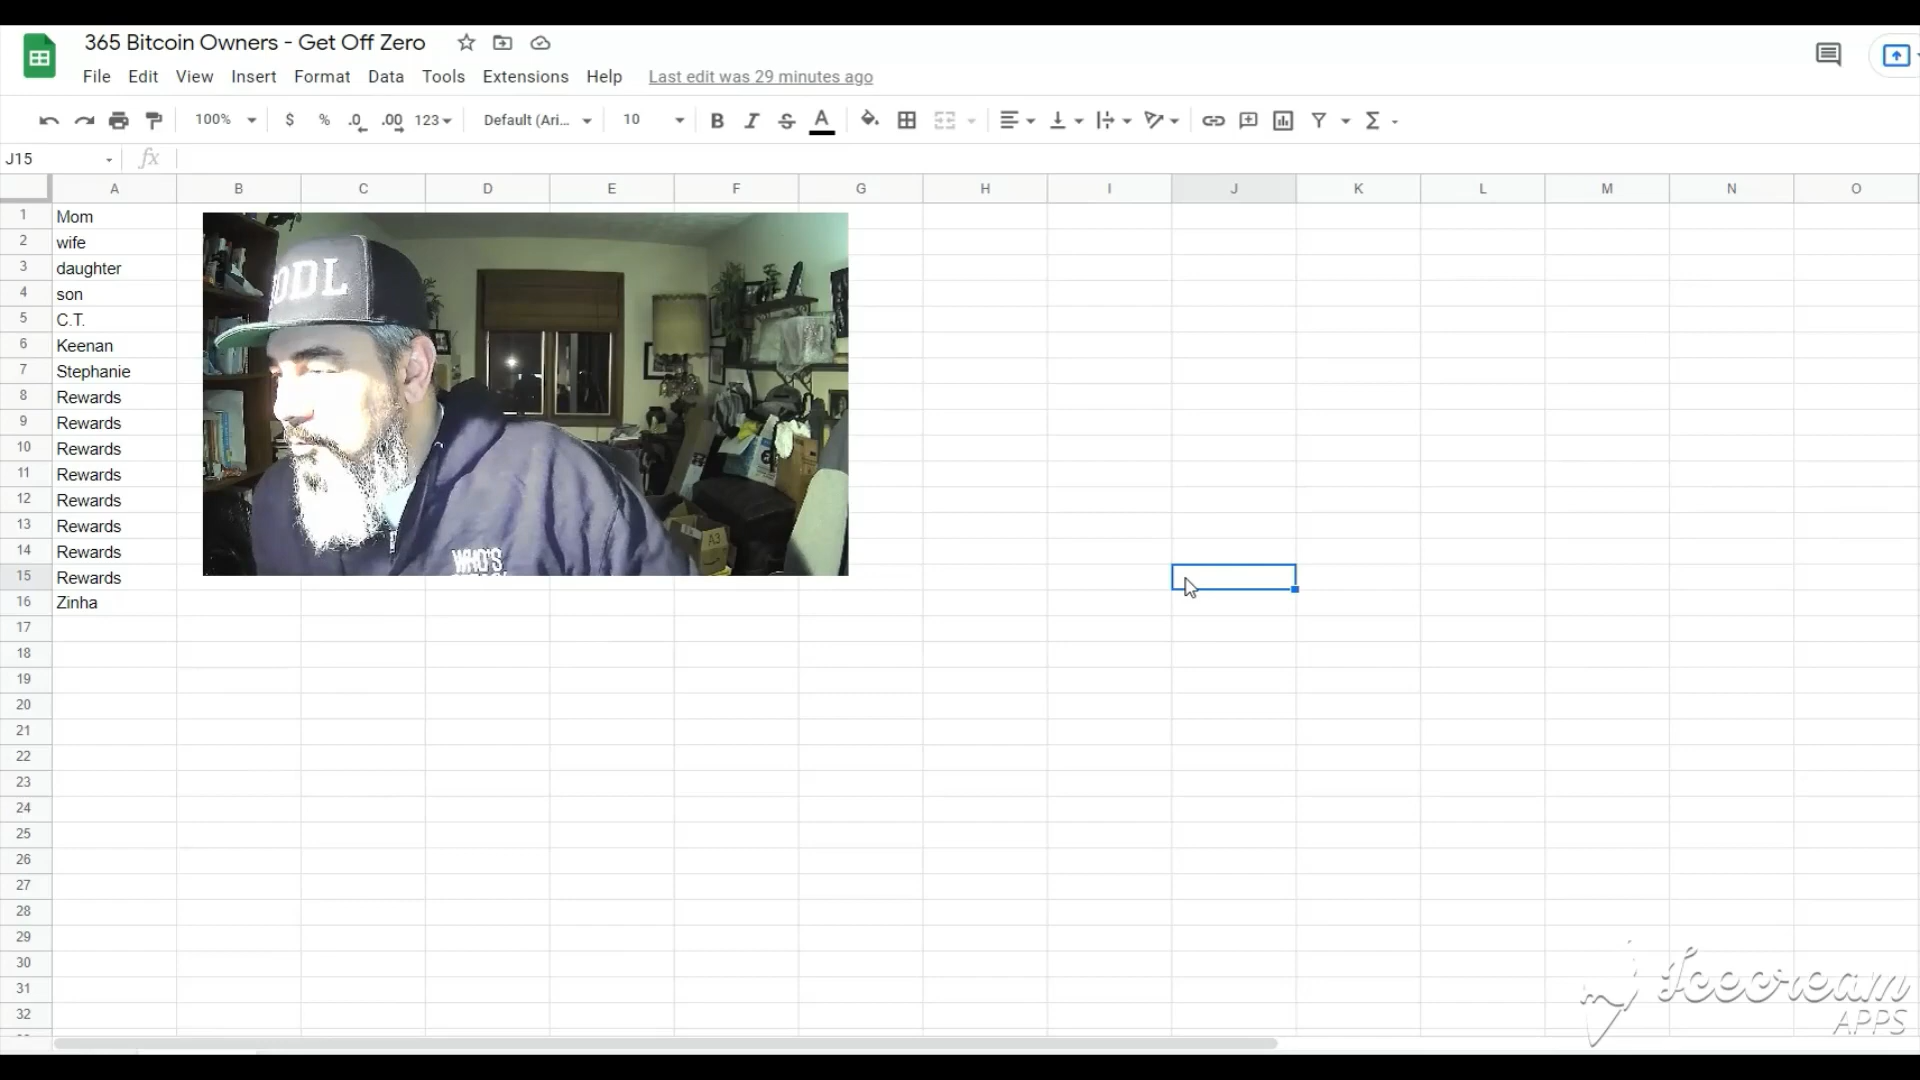 365 Bitcoin Owners - Get Off Zero
File Edit View Insert Format Data Tools Extensions Help Last edit was 29 minutes ago
100% $ % .0 .00 123 Default (Ari... 10 B I S A Σ
J15 fx
A B C D E F G H I J K L M N O
1 Mom
2 wife
3 daughter
4 son
5 C.T.
6 Keenan
7 Stephanie
8 Rewards
9 Rewards
10 Rewards
11 Rewards
12 Rewards
13 Rewards
14 Rewards
15 Rewards
16 Zinha
17
18
19
20
21
22
23
24
25
26
27
28
29
30
31
32
ODL
A3
WHO'S
Icecream
APPS